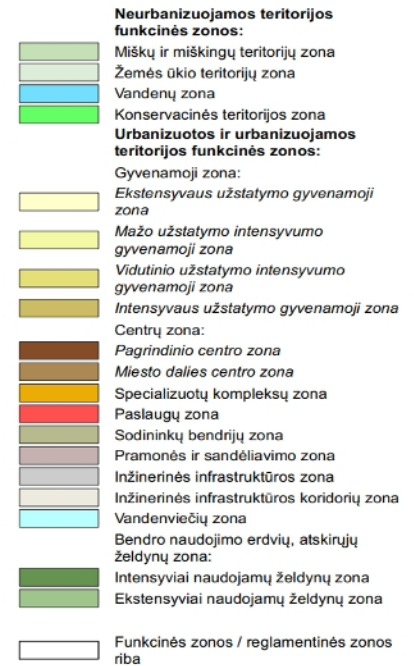 Neurbanizuojamos teritorijos
funkcinės zonos:
Miškų ir miškingų teritorijų zona
Žemės ūkio teritorijų zona
Vandenų zona
Konservacinės teritorijos zona
Urbanizuotos ir urbanizuojamos
teritorijos funkcinės zonos:
Gyvenamoji zona:
Ekstensyvaus užstatymo gyvenamoji
zona
Mažo užstatymo intensyvumo
gyvenamoji zona
Vidutinio užstatymo intensyvumo
gyvenamoji zona
Intensyvaus užstatymo gyvenamoji zona
Centrų zona:
Pagrindinio centro zona
Miesto dalies centro zona
Specializuotų kompleksų zona
Paslaugų zona
Sodininkų bendrijų zona
Pramonės ir sandėliavimo zona
Inžinerinės infrastruktūros zona
Inžinerinės infrastruktūros koridorių zona
Vandenviečių zona
Bendro naudojimo erdvių, atskirųjų
želdynų zona:
Intensyviai naudojamų želdynų zona
Ekstensyviai naudojamų želdynų zona
Funkcinės zonos / reglamentinės zonos
riba